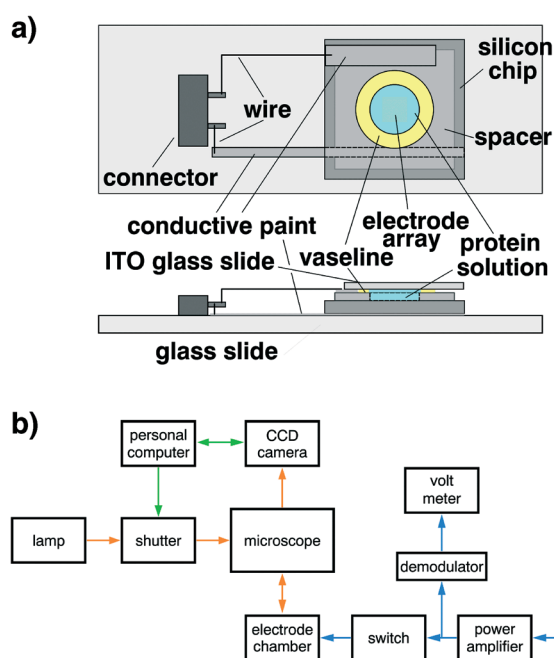 a)
silicon
chip
wire
spacer
connector
conductive paint
electrode
array
protein
solution
vaseline
ITO glass slide
glass slide
b)
personal
computer
CCD
camera
volt
meter
lamp
shutter
microscope
demodulator
electrode
chamber
switch
power
amplifier